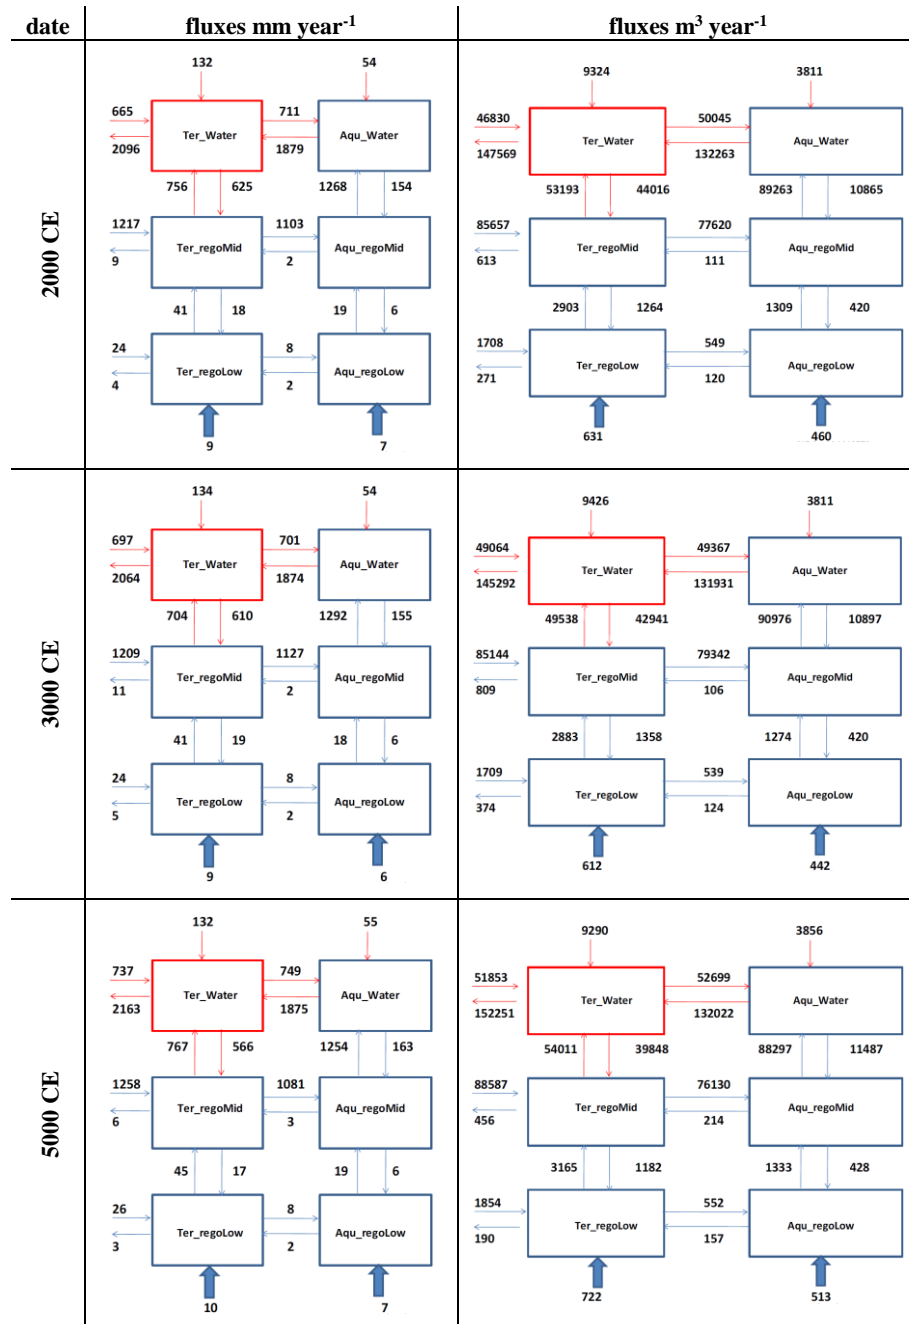 date fluxes mm year-1 fluxes m3 year-1
2000 CE
132 54
665 711
Ter_Water Aqu_Water
2096 1879
756 625 1268 154
1217 1103
Ter_regoMid Aqu_regoMid
9 2
41 18 19 6
24 8
Ter_regoLow Aqu_regoLow
4 2
9 7
9324 3811
46830 50045
Ter_Water Aqu_Water
147569 132263
53193 44016 89263 10865
85657 77620
Ter_regoMid Aqu_regoMid
613 111
2903 1264 1309 420
1708 549
Ter_regoLow Aqu_regoLow
271 120
631 460
3000 CE
134 54
697 701
Ter_Water Aqu_Water
2064 1874
704 610 1292 155
1209 1127
Ter_regoMid Aqu_regoMid
11 2
41 19 18 6
24 8
Ter_regoLow Aqu_regoLow
5 2
9 6
9426 3811
49064 49367
Ter_Water Aqu_Water
145292 131931
49538 42941 90976 10897
85144 79342
Ter_regoMid Aqu_regoMid
809 106
2883 1358 1274 420
1709 539
Ter_regoLow Aqu_regoLow
374 124
612 442
5000 CE
132 55
737 749
Ter_Water Aqu_Water
2163 1875
767 566 1254 163
1258 1081
Ter_regoMid Aqu_regoMid
6 3
45 17 19 6
26 8
Ter_regoLow Aqu_regoLow
3 2
10 7
9290 3856
51853 52699
Ter_Water Aqu_Water
152251 132022
54011 39848 88297 11487
88587 76130
Ter_regoMid Aqu_regoMid
456 214
3165 1182 1333 428
1854 552
Ter_regoLow Aqu_regoLow
190 157
722 513